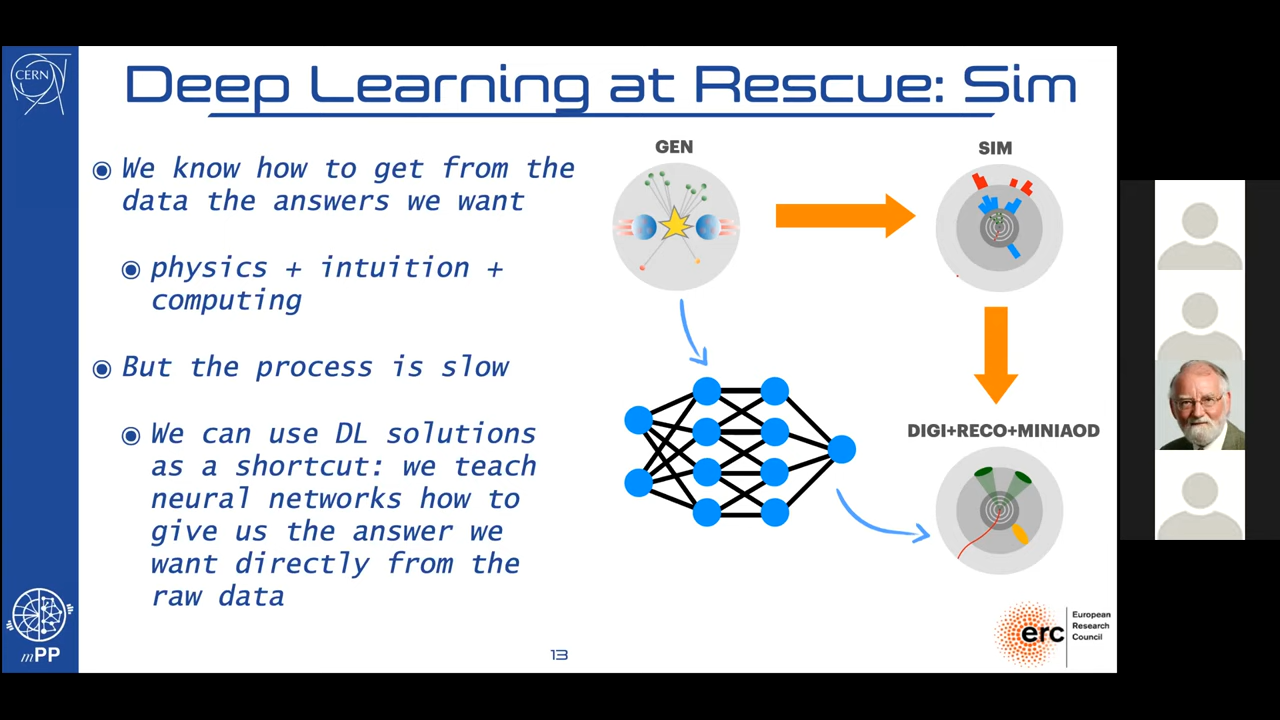 CERN
Deep Learning at Rescue: Sim
We know how to get from the
data the answers we want
physics + intuition +
computing
But the process is slow
We can use DL solutions
as a shortcut: we teach
neural networks how to
give us the answer we
want directly from the
raw data
GEN
SIM
DIGI+RECO+MINIAOD
mPP
13
erc
European
Research
Council